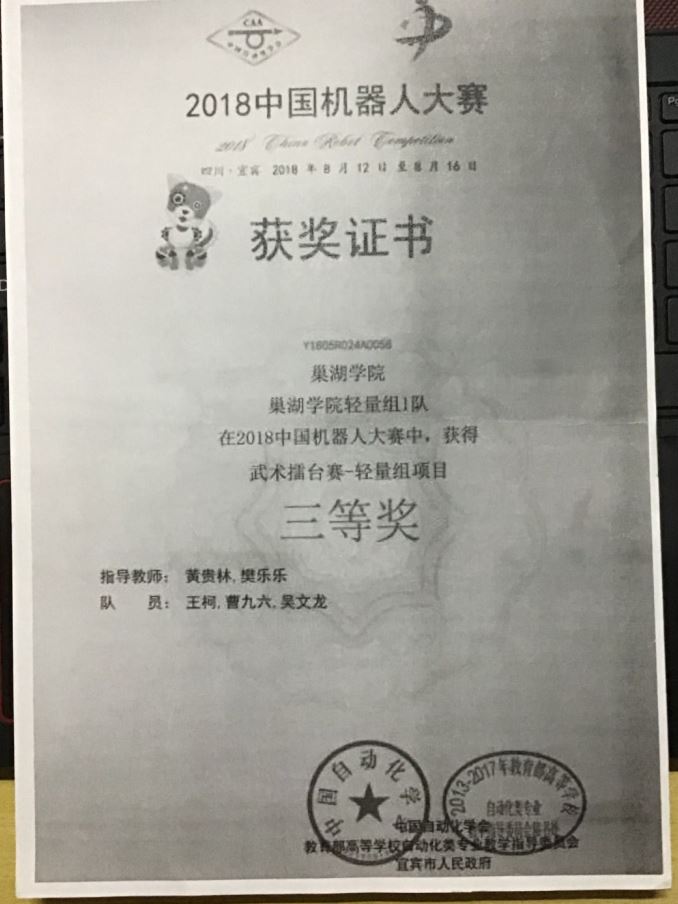 CAA
2018中国机器人大赛
2018 China Robot Competition
四川·宜宾 2018 年 8 月 12 日 至 8 月 16 日
获奖证书
Y1805R024A0056
巢湖学院
巢湖学院轻量组1队
在2018中国机器人大赛中，获得
武术擂台赛-轻量组项目
三等奖
指导教师： 黄贵林,樊乐乐
队 员： 王柯,曹九六,吴文龙
中国自动化学会
2013-2017年教育部高等学校
自动化类专业
中国自动化学会
教育部高等学校自动化类专业教学指导委员会
宜宾市人民政府